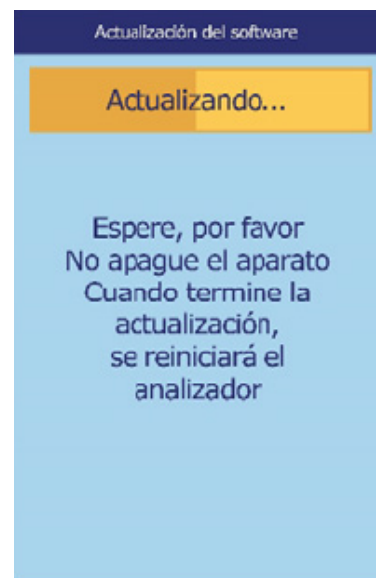 Actualización del software
Actualizando...
Espere, por favor
No apague el aparato
Cuando termine la
actualización,
se reiniciará el
analizador